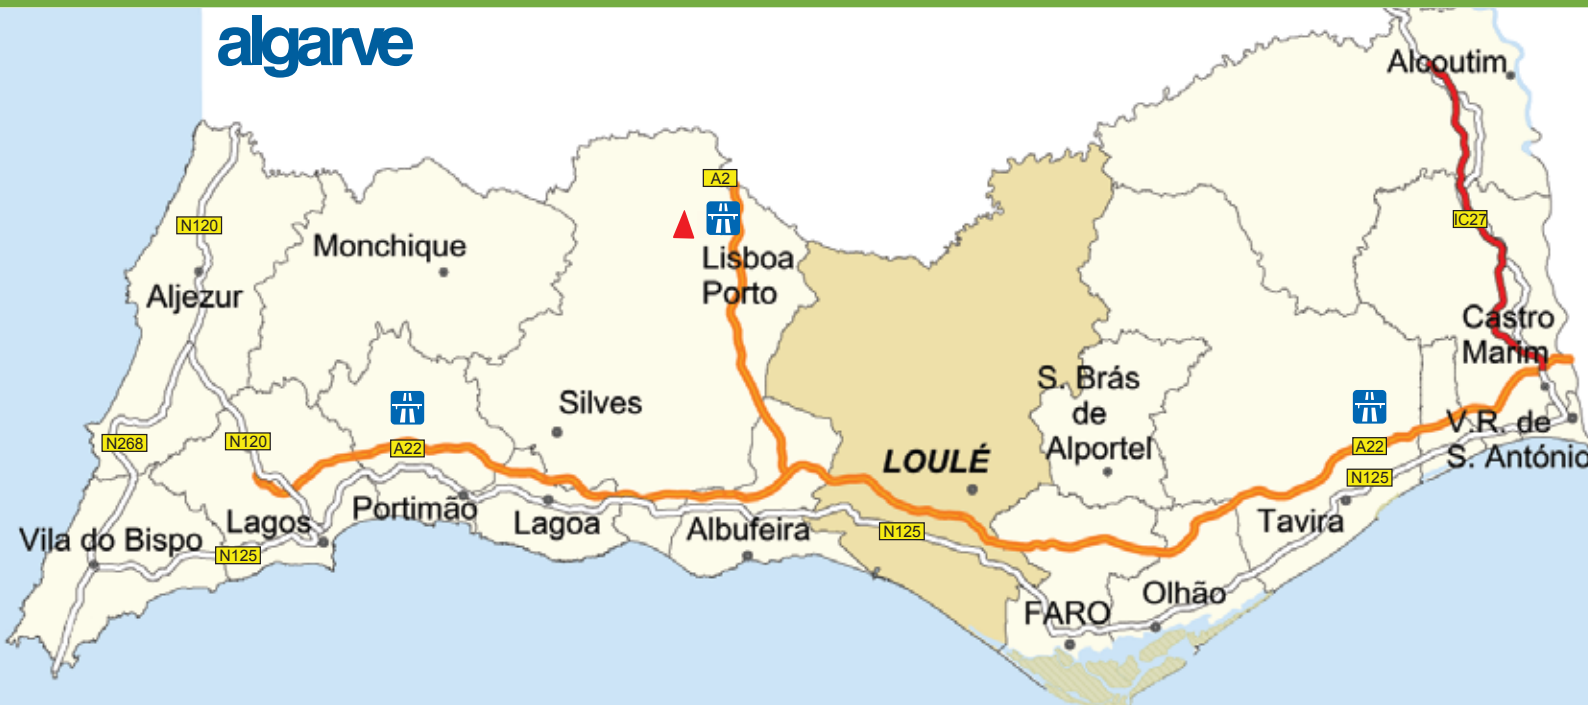 algarve
Alcoutim
A2
N120
IC27
Monchique
Lisboa
Porto
Aljezur
Castro
Marim
S. Brás
de
Alportel
Silves
N268
N120
A22
LOULÉ
A22
V.R. de
S. António
N125
Portimão
Lagos
Lagoa
Albufeira
N125
Tavira
Vila do Bispo
N125
Olhão
FARO